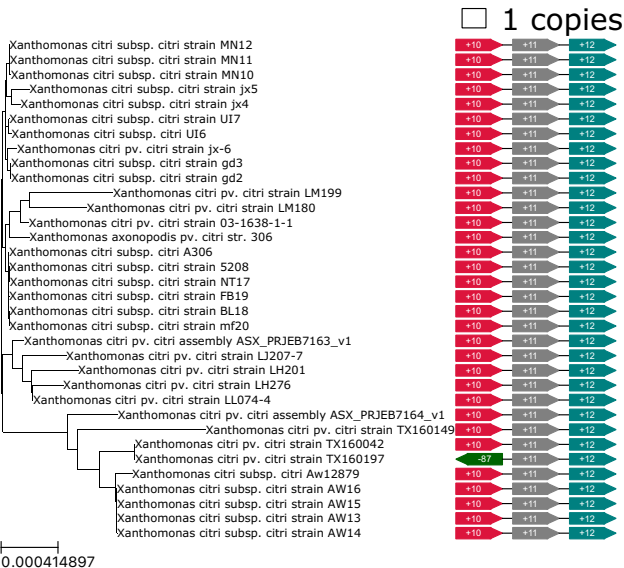 1 copies
Xanthomonas citri subsp. citri strain MN12 +10 +11 +12
Xanthomonas citri subsp. citri strain MN11 +10 +11 +12
Xanthomonas citri subsp. citri strain MN10 +10 +11 +12
Xanthomonas citri subsp. citri strain jx5 +10 +11 +12
Xanthomonas citri subsp. citri strain jx4 +10 +11 +12
Xanthomonas citri subsp. citri strain UI7 +10 +11 +12
Xanthomonas citri subsp. citri UI6 +10 +11 +12
Xanthomonas citri pv. citri strain jx-6 +10 +11 +12
Xanthomonas citri subsp. citri strain gd3 +10 +11 +12
Xanthomonas citri subsp. citri strain gd2 +10 +11 +12
Xanthomonas citri pv. citri strain LM199 +10 +11 +12
Xanthomonas citri pv. citri strain LM180 +10 +11 +12
Xanthomonas citri pv. citri strain 03-1638-1-1 +10 +11 +12
Xanthomonas axonopodis pv. citri str. 306 +10 +11 +12
Xanthomonas citri subsp. citri A306 +10 +11 +12
Xanthomonas citri subsp. citri strain 5208 +10 +11 +12
Xanthomonas citri subsp. citri strain NT17 +10 +11 +12
Xanthomonas citri subsp. citri strain FB19 +10 +11 +12
Xanthomonas citri subsp. citri strain BL18 +10 +11 +12
Xanthomonas citri subsp. citri strain mf20 +10 +11 +12
Xanthomonas citri pv. citri assembly ASX_PRJEB7163_v1 +10 +11 +12
Xanthomonas citri pv. citri strain LJ207-7 +10 +11 +12
Xanthomonas citri pv. citri strain LH201 +10 +11 +12
Xanthomonas citri pv. citri strain LH276 +10 +11 +12
Xanthomonas citri pv. citri strain LL074-4 +10 +11 +12
Xanthomonas citri pv. citri assembly ASX_PRJEB7164_v1 +10 +11 +12
Xanthomonas citri pv. citri strain TX160149 +10 +11 +12
Xanthomonas citri pv. citri strain TX160042 +10 +11 +12
Xanthomonas citri pv. citri strain TX160197 -87 +11 +12
Xanthomonas citri subsp. citri Aw12879 +10 +11 +12
Xanthomonas citri subsp. citri strain AW16 +10 +11 +12
Xanthomonas citri subsp. citri strain AW15 +10 +11 +12
Xanthomonas citri subsp. citri strain AW13 +10 +11 +12
Xanthomonas citri subsp. citri strain AW14 +10 +11 +12
0.000414897